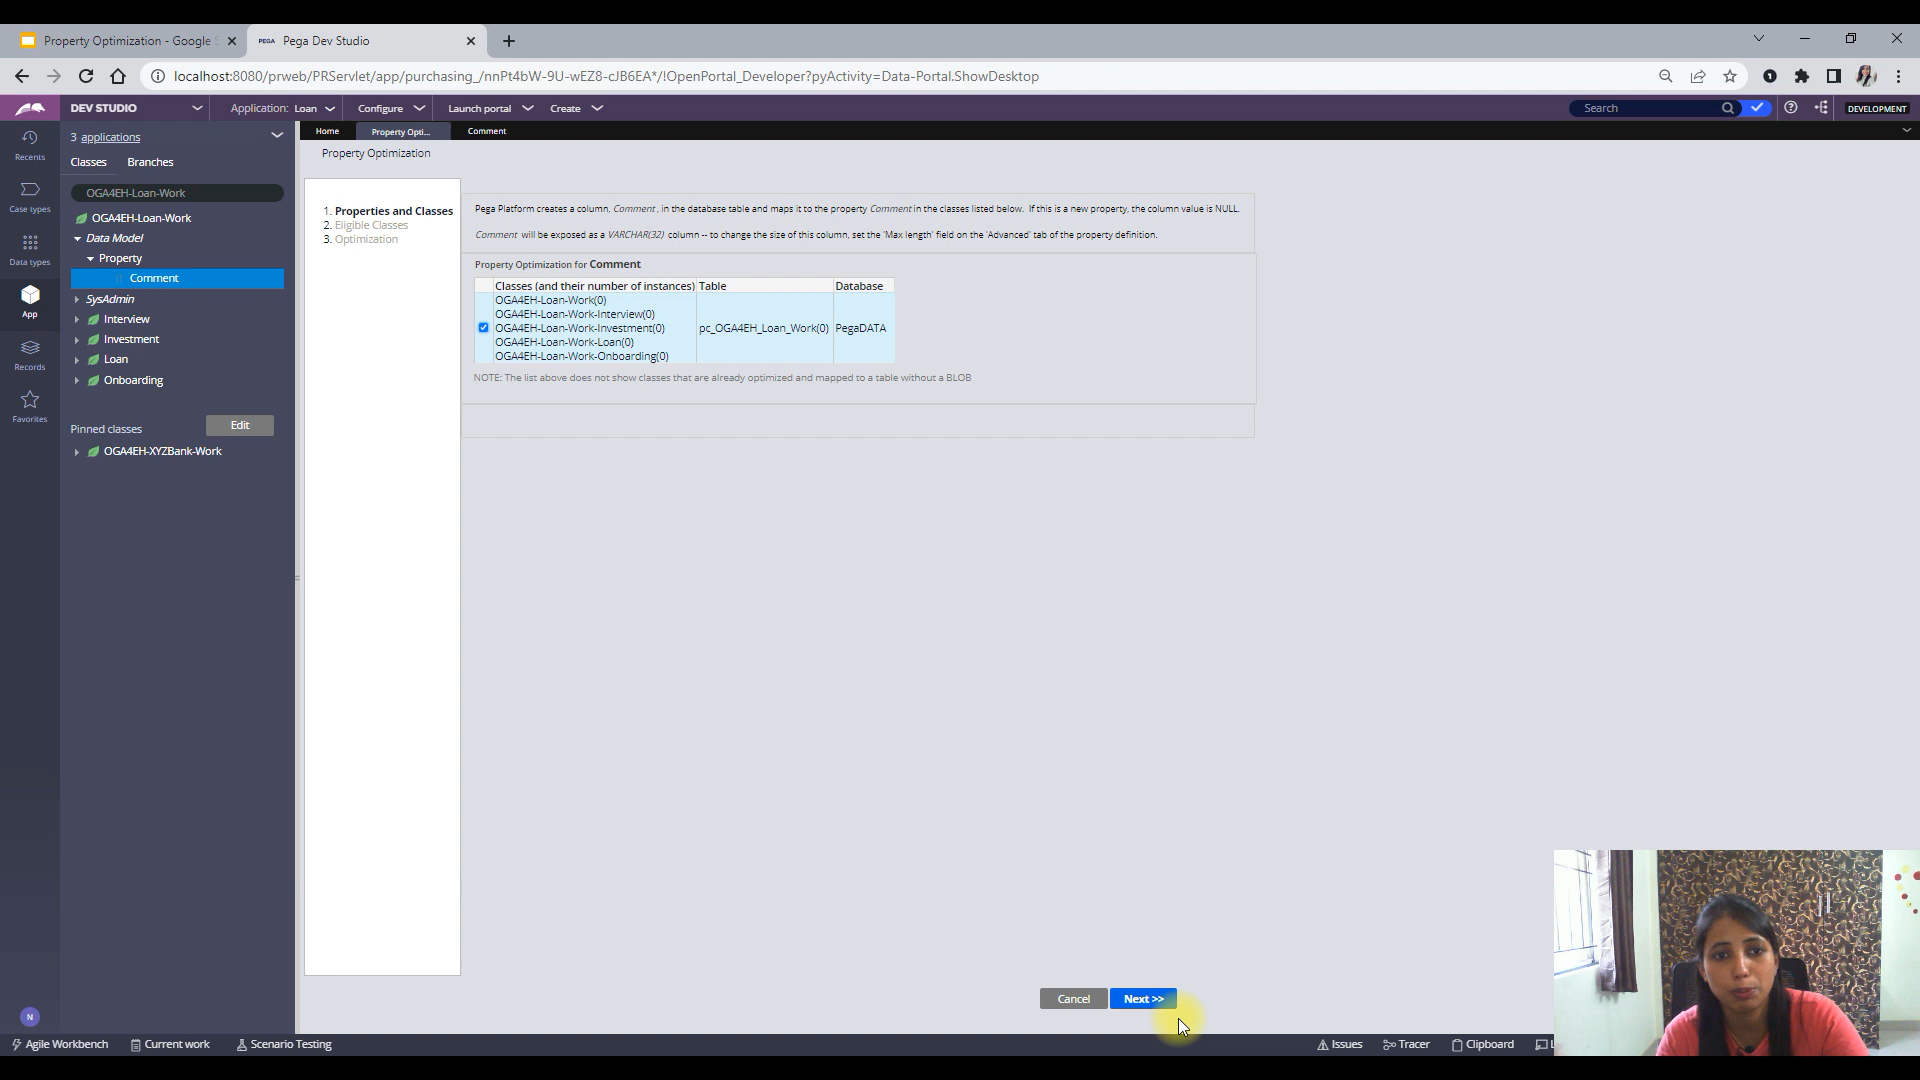 Property Optimization - Google S
PEGA Pega Dev Studio
localhost:8080/prweb/PRServlet/app/purchasing_/nnPt4bW-9U-wEZ8-cJB6EA*/!OpenPortal_Developer?pyActivity=Data-Portal.ShowDesktop
DEV STUDIO
Application: Loan
Configure
Launch portal
Create
Search
DEVELOPMENT
Recents
Case types
Data types
App
Records
Favorites
N
3 applications
Classes Branches
OGA4EH-Loan-Work
OGA4EH-Loan-Work
Data Model
Property
Comment
SysAdmin
Interview
Investment
Loan
Onboarding
Pinned classes Edit
OGA4EH-XYZBank-Work
Home Property Opti... Comment
Property Optimization
1. Properties and Classes
2. Eligible Classes
3. Optimization
Pega Platform creates a column, Comment , in the database table and maps it to the property Comment in the classes listed below. If this is a new property, the column value is NULL.
Comment will be exposed as a VARCHAR(32) column -- to change the size of this column, set the 'Max length' field on the 'Advanced' tab of the property definition.
Property Optimization for Comment
Classes (and their number of instances) Table Database
OGA4EH-Loan-Work(0)
OGA4EH-Loan-Work-Interview(0)
OGA4EH-Loan-Work-Investment(0) pc_OGA4EH_Loan_Work(0) PegaDATA
OGA4EH-Loan-Work-Loan(0)
OGA4EH-Loan-Work-Onboarding(0)
NOTE: The list above does not show classes that are already optimized and mapped to a table without a BLOB
Cancel Next >>
Agile Workbench Current work Scenario Testing Issues Tracer Clipboard